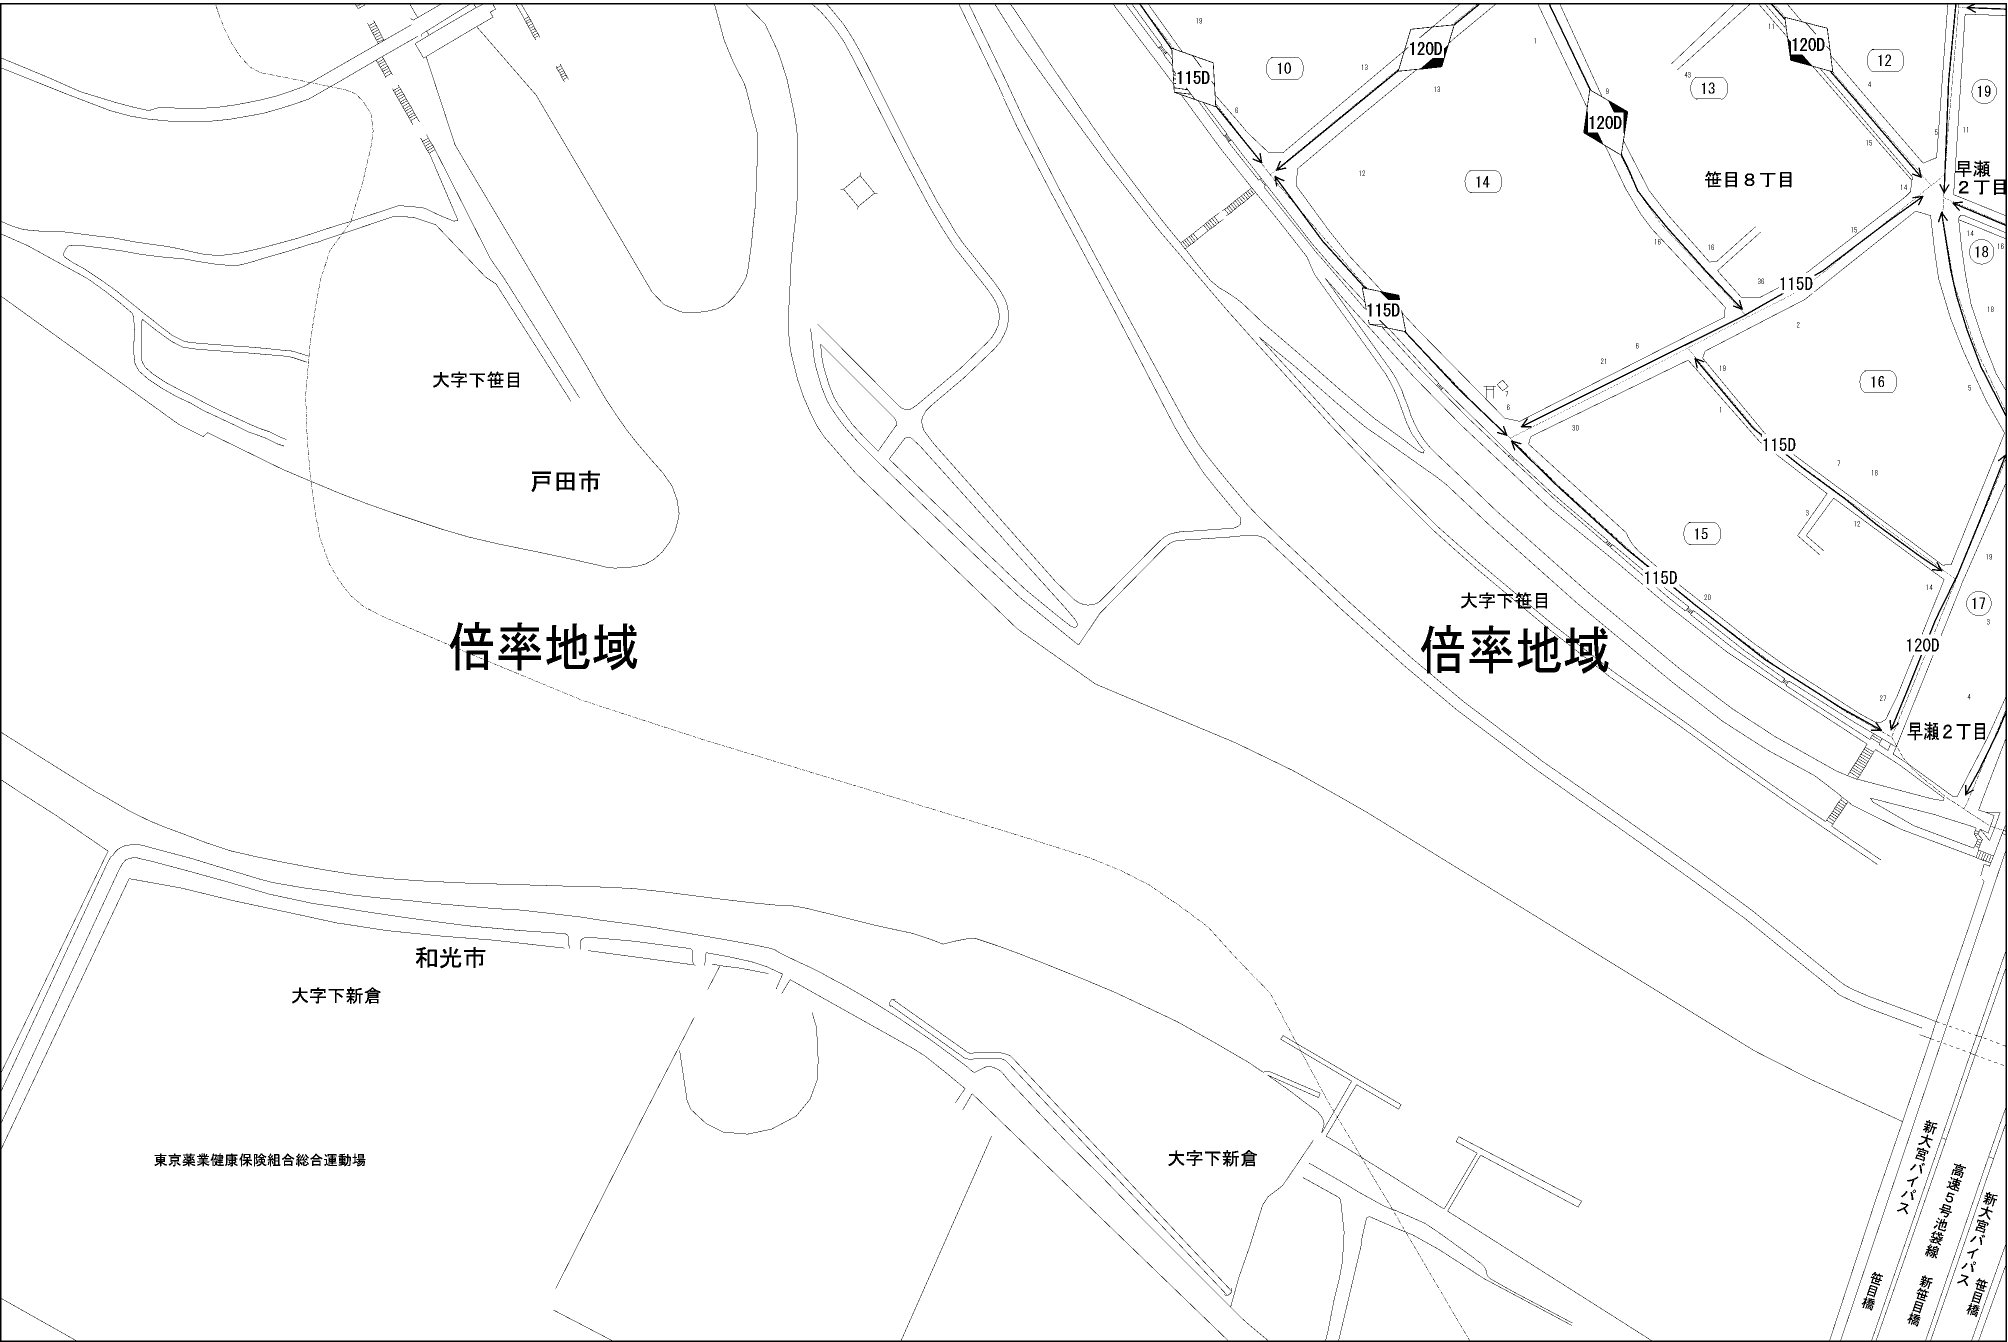 115D
120D
120D
120D
10
12
13
19
14
笹目８丁目
早瀬
２丁目
18
115D
115D
16
115D
15
115D
17
120D
早瀬２丁目
大字下笹目
戸田市
倍率地域
大字下笹目
倍率地域
和光市
大字下新倉
東京薬業健康保険組合総合運動場
大字下新倉
新大宮バイパス
笹目橋
高速５号池袋線
新笹目橋
新大宮バイパス
笹目橋